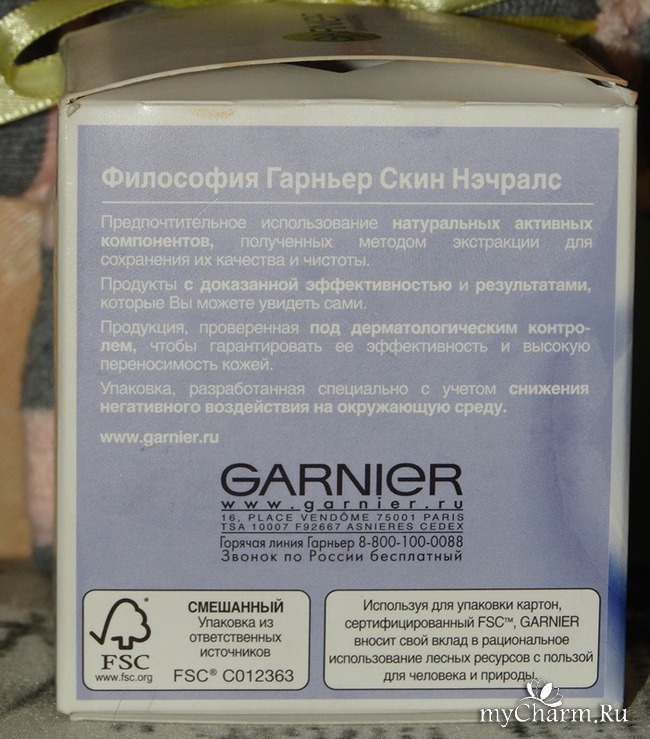 Философия Гарньер Скин Нэчралс
Предпочтительное использование натуральных активных
компонентов, полученных методом экстракции для
сохранения их качества и чистоты.
Продукты с доказанной эффективностью и результатами,
которые Вы можете увидеть сами.
Продукция, проверенная под дерматологическим контро-
лем, чтобы гарантировать ее эффективность и высокую
переносимость кожей.
Упаковка, разработанная специально с учетом снижения
негативного воздействия на окружающую среду.
www.garnier.ru
GARNIER
www.garnier.ru
16, PLACE VENDÔME 75001 PARIS
TSA 10007 F92667 ASNIERES CEDEX
Горячая линия Гарньер 8-800-100-0088
Звонок по России бесплатный
FSC
www.fsc.org
СМЕШАННЫЙ
Упаковка из
ответственных
источников
FSC® C012363
Используя для упаковки картон,
сертифицированный FSC™, GARNIER
вносит свой вклад в рациональное
использование лесных ресурсов с пользой
для человека и природы.
myCharm.Ru